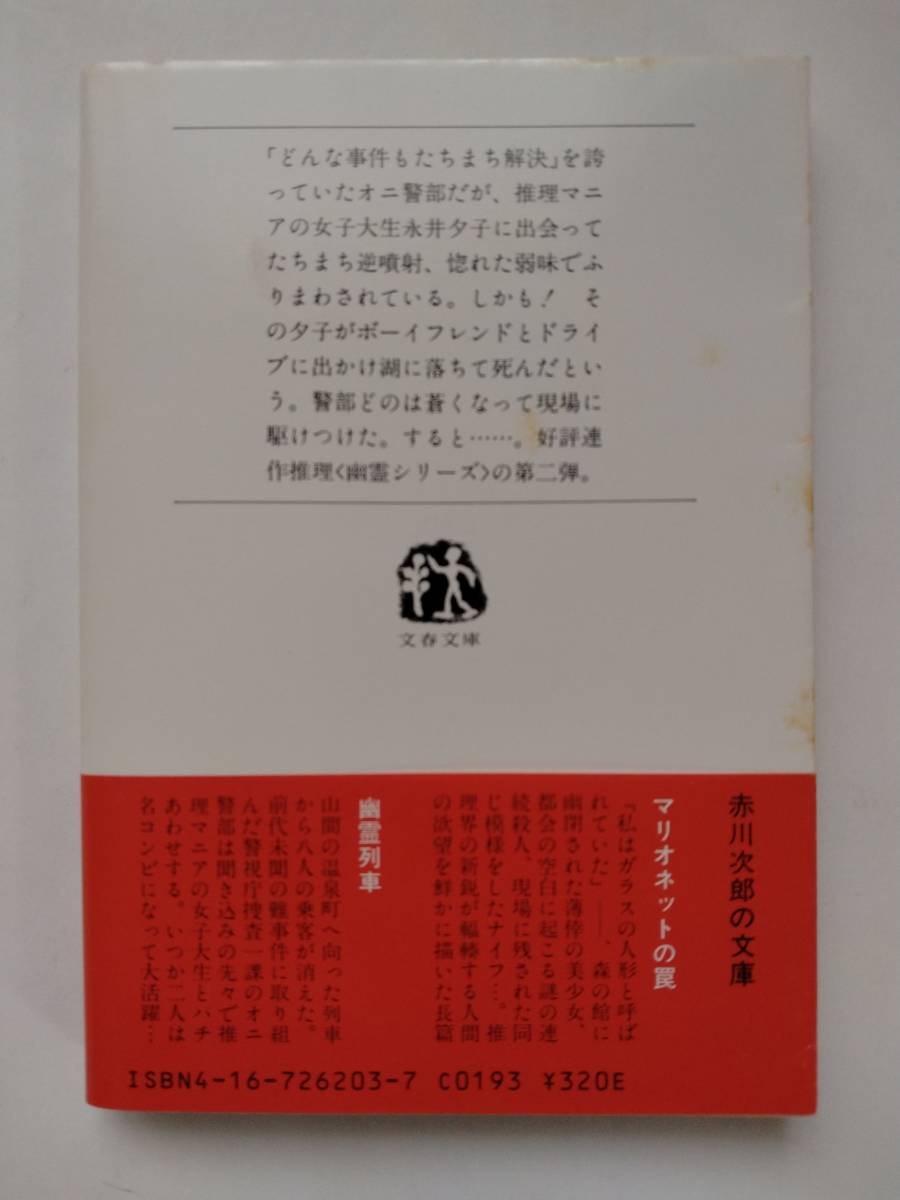 「どんな事件もたちまち解決」を誇
っていたオニ警部だが、推理マニ
アの女子大生永井夕子に出会って
たちまち逆噴射、惚れた弱味でふ
りまわされている。しかも！　そ
の夕子がボーイフレンドとドライ
ブに出かけ湖に落ちて死んだとい
う。警部どのは蒼くなって現場に
駆けつけた。すると……。好評連
作推理〈幽霊シリーズ〉の第二弾。
文春文庫
赤川次郎の文庫
マリオネットの罠
「私はガラスの人形と呼ば
れていた」――、森の館に
幽閉された薄倖の美少女、
都会の空白に起こる謎の連
続殺人、現場に残された同
じ模様をしたナイフ…。推
理界の新鋭が輻輳する人間
の欲望を鮮かに描いた長篇
幽霊列車
山間の温泉町へ向った列車
から八人の乗客が消えた。
前代未聞の難事件に取り組
んだ警視庁捜査一課のオニ
警部は聞き込みの先々で推
理マニアの女子大生とハチ
あわせする。いつか二人は
名コンビになって大活躍…
ISBN4-16-726203-7 C0193 ¥320E